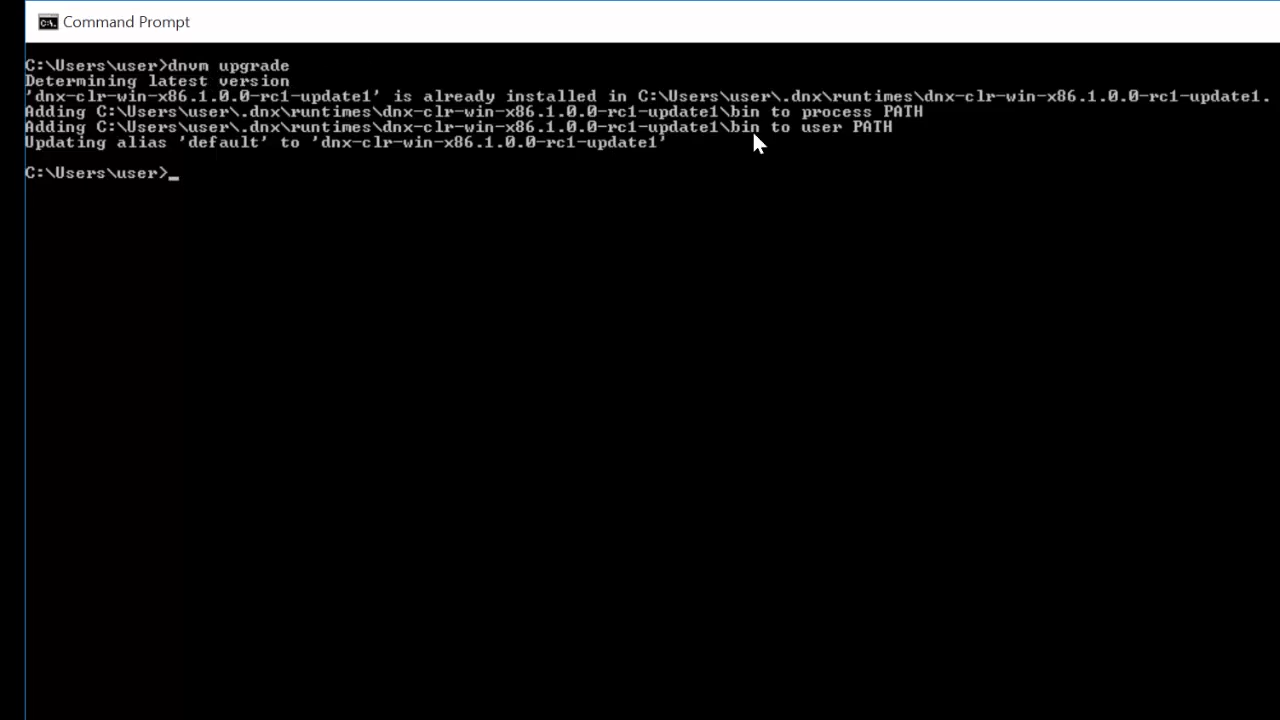 Command Prompt
C:\Users\user>dnvm upgrade
Determining latest version
'dnx-clr-win-x86.1.0.0-rc1-update1' is already installed in C:\Users\user\.dnx\runtimes\dnx-clr-win-x86.1.0.0-rc1-update1.
Adding C:\Users\user\.dnx\runtimes\dnx-clr-win-x86.1.0.0-rc1-update1\bin to process PATH
Adding C:\Users\user\.dnx\runtimes\dnx-clr-win-x86.1.0.0-rc1-update1\bin to user PATH
Updating alias 'default' to 'dnx-clr-win-x86.1.0.0-rc1-update1'
C:\Users\user>_